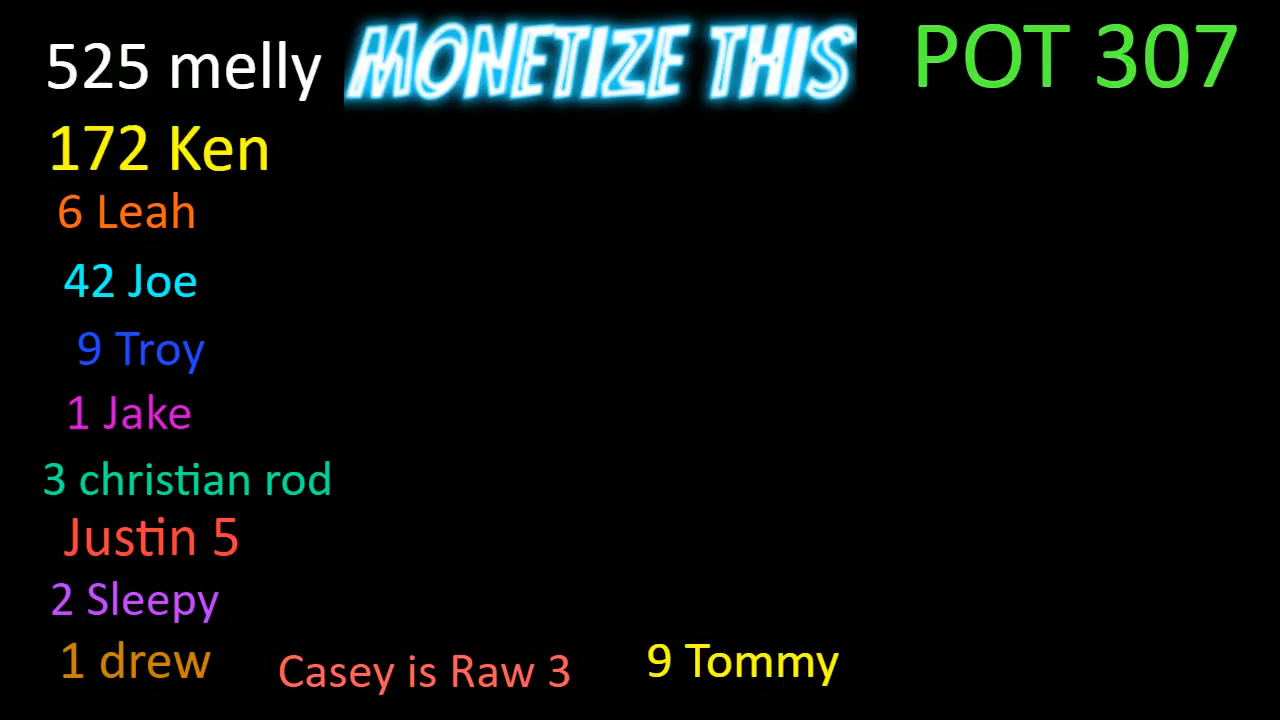 525 melly
MONETIZE THIS
POT 307
172 Ken
6 Leah
42 Joe
9 Troy
1 Jake
3 christian rod
Justin 5
2 Sleepy
1 drew
Casey is Raw 3
9 Tommy